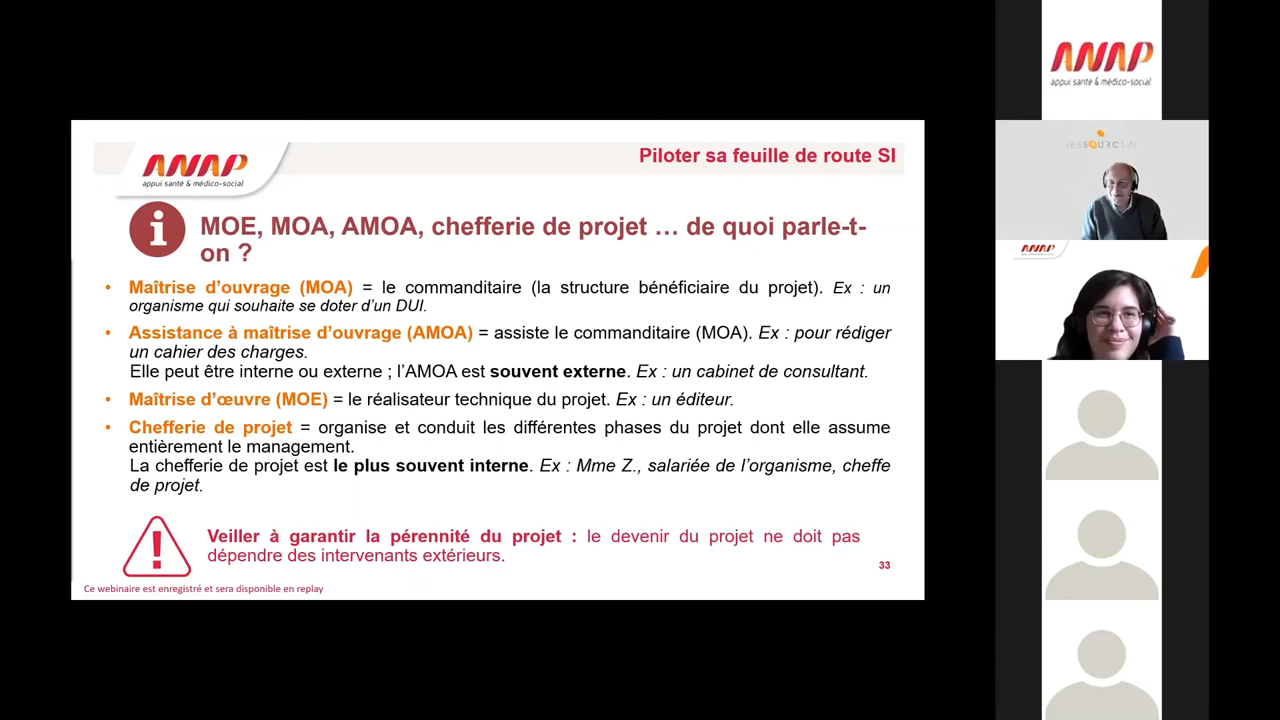 ANAP
appui santé & médico-social
Piloter sa feuille de route SI
MOE, MOA, AMOA, chefferie de projet … de quoi parle-t-
on ?
• Maîtrise d’ouvrage (MOA) = le commanditaire (la structure bénéficiaire du projet). Ex : un
organisme qui souhaite se doter d’un DUI.
• Assistance à maîtrise d’ouvrage (AMOA) = assiste le commanditaire (MOA). Ex : pour rédiger
un cahier des charges.
Elle peut être interne ou externe ; l’AMOA est souvent externe. Ex : un cabinet de consultant.
• Maîtrise d’œuvre (MOE) = le réalisateur technique du projet. Ex : un éditeur.
• Chefferie de projet = organise et conduit les différentes phases du projet dont elle assume
entièrement le management.
La chefferie de projet est le plus souvent interne. Ex : Mme Z., salariée de l’organisme, cheffe
de projet.
Veiller à garantir la pérennité du projet : le devenir du projet ne doit pas
dépendre des intervenants extérieurs.
33
Ce webinaire est enregistré et sera disponible en replay
ANAP
appui santé & médico-social
ANAP